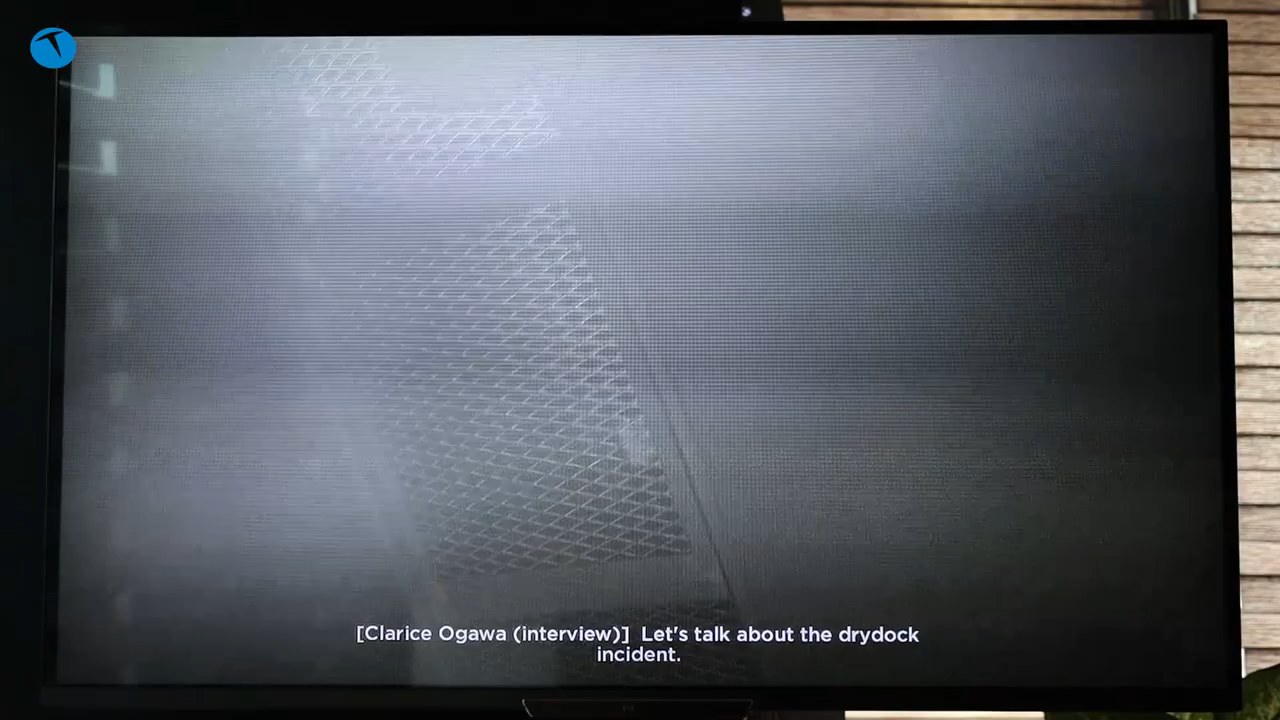 [Clarice Ogawa (interview)]  Let's talk about the drydock
incident.